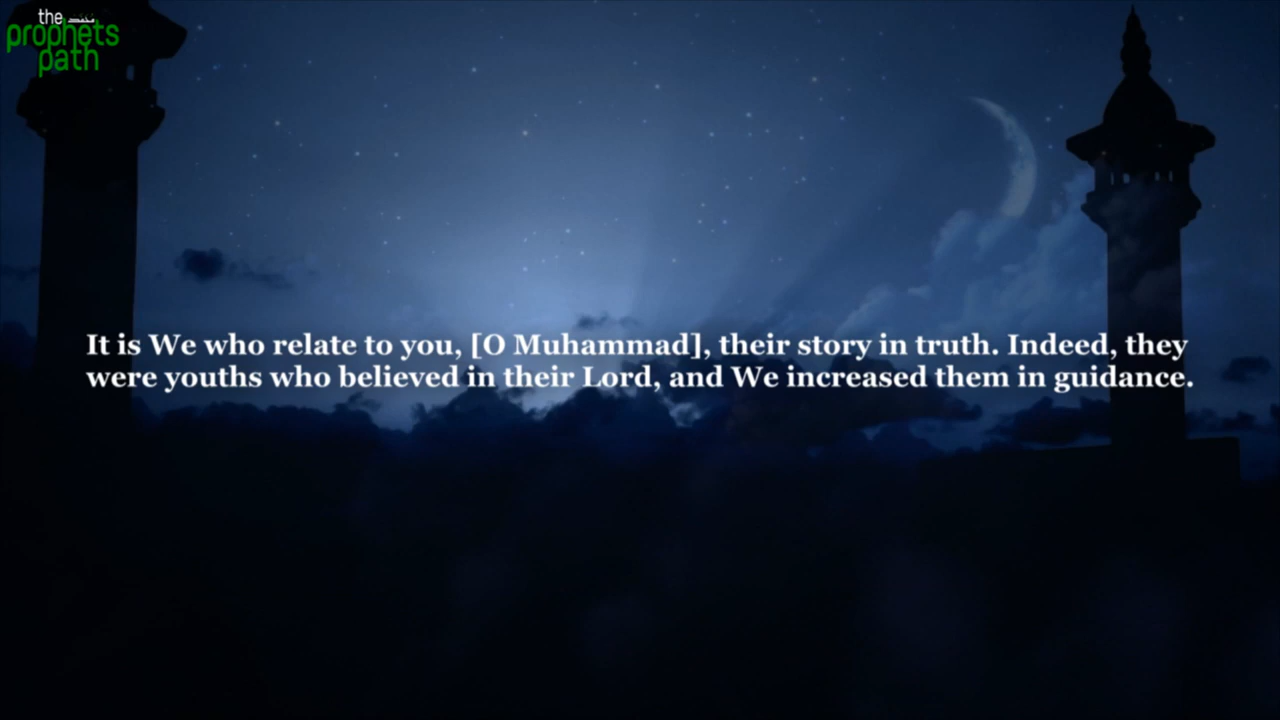 the محمد
prophets
path
It is We who relate to you, [O Muhammad], their story in truth. Indeed, they
were youths who believed in their Lord, and We increased them in guidance.